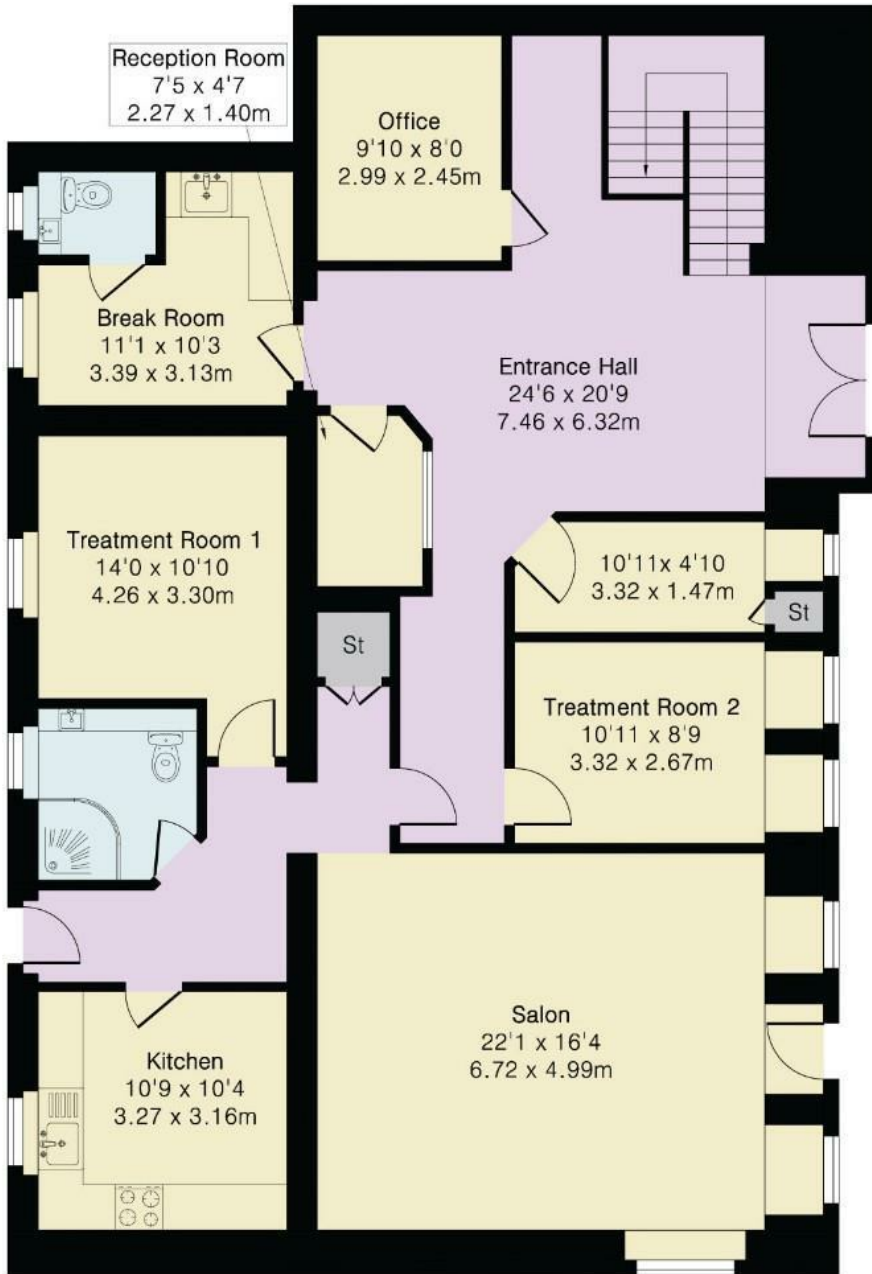 Reception Room
7'5 x 4'7
2.27 x 1.40m
Office
9'10 x 8'0
2.99 x 2.45m
Break Room
11'1 x 10'3
3.39 x 3.13m
Entrance Hall
24'6 x 20'9
7.46 x 6.32m
Treatment Room 1
14'0 x 10'10
4.26 x 3.30m
10'11x 4'10
3.32 x 1.47m
St
St
Treatment Room 2
10'11 x 8'9
3.32 x 2.67m
Salon
22'1 x 16'4
6.72 x 4.99m
Kitchen
10'9 x 10'4
3.27 x 3.16m